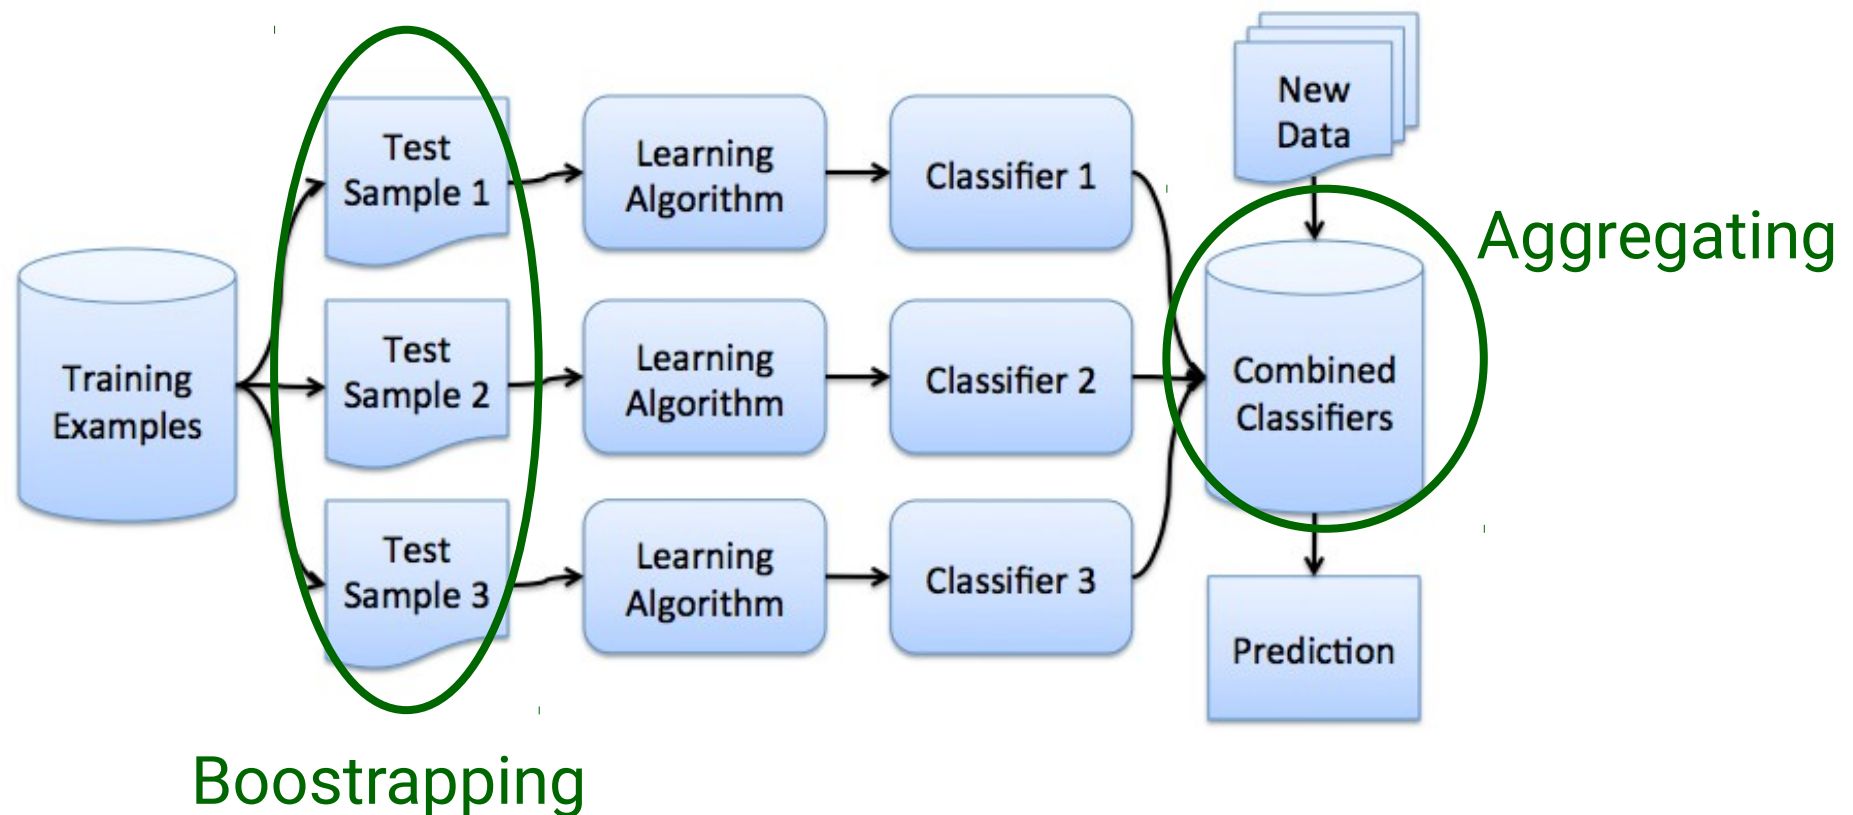 Training
Examples
Test
Sample 1
Test
Sample 2
Test
Sample 3
Boostrapping
Learning
Algorithm
Learning
Algorithm
Learning
Algorithm
Classifier 1
Classifier 2
Classifier 3
New
Data
Aggregating
Combined
Classifiers
Prediction